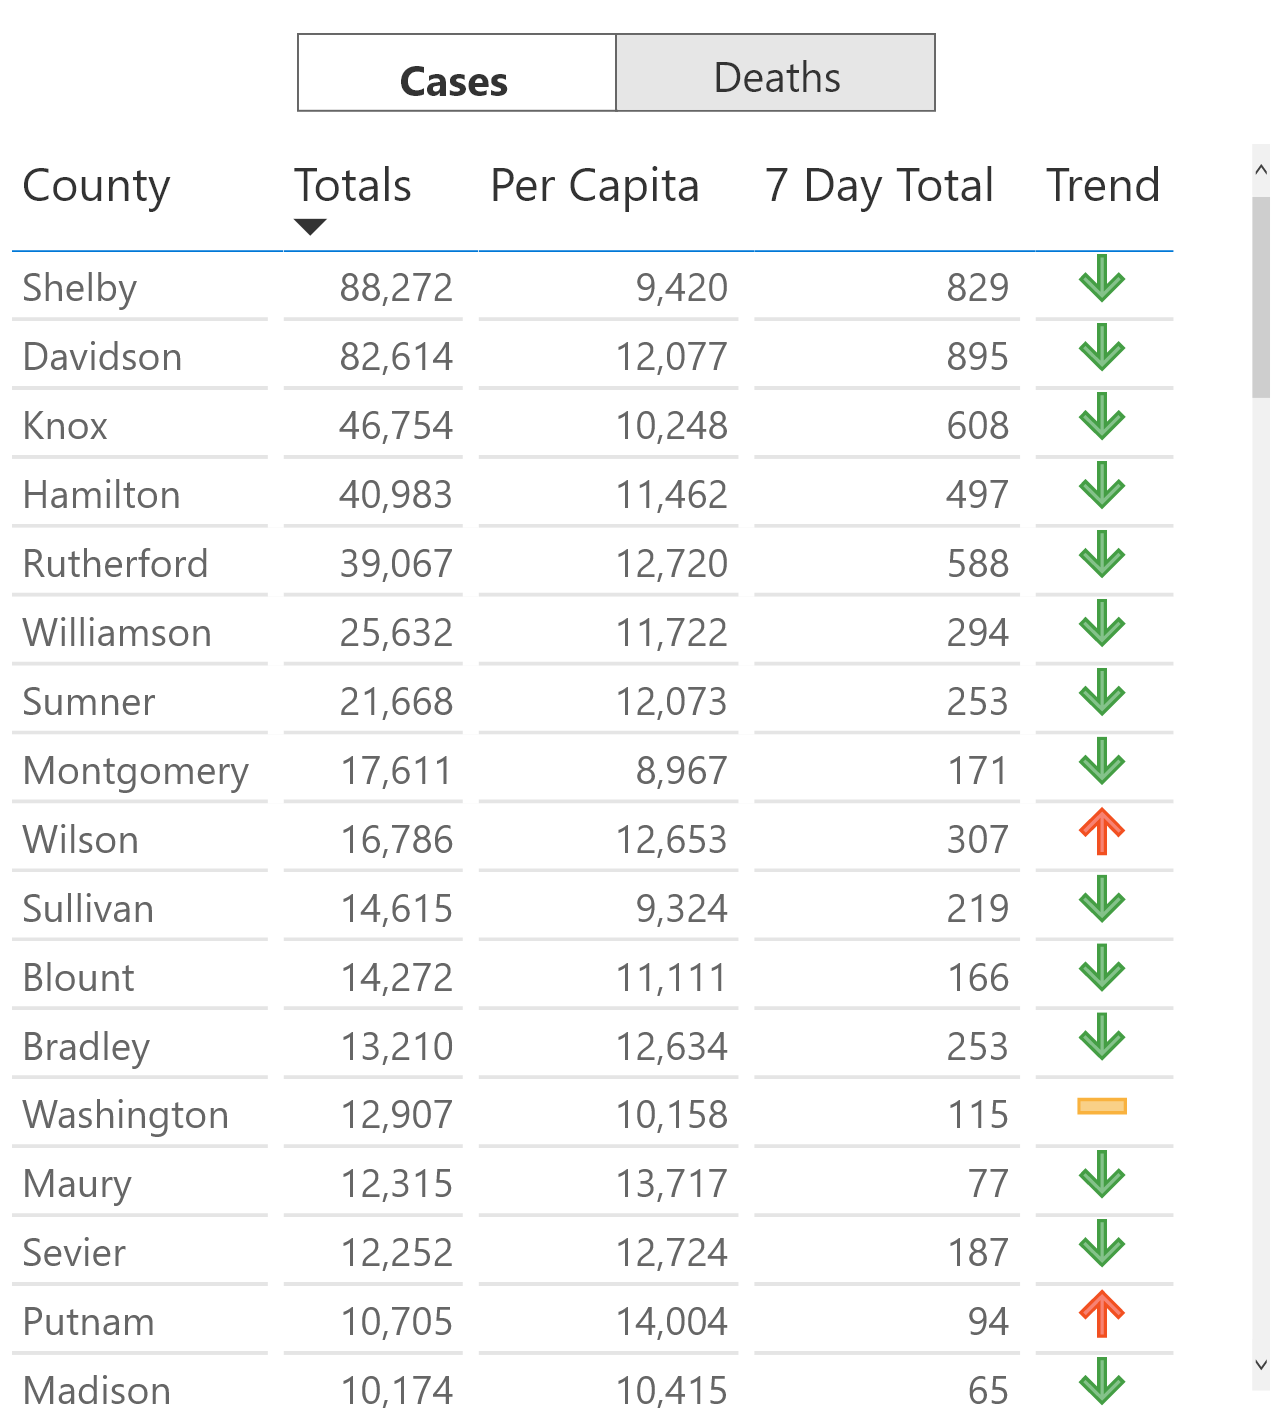 Cases Deaths
County Totals Per Capita 7 Day Total Trend
Shelby 88,272 9,420 829
Davidson 82,614 12,077 895
Knox 46,754 10,248 608
Hamilton 40,983 11,462 497
Rutherford 39,067 12,720 588
Williamson 25,632 11,722 294
Sumner 21,668 12,073 253
Montgomery 17,611 8,967 171
Wilson 16,786 12,653 307
Sullivan 14,615 9,324 219
Blount 14,272 11,111 166
Bradley 13,210 12,634 253
Washington 12,907 10,158 115
Maury 12,315 13,717 77
Sevier 12,252 12,724 187
Putnam 10,705 14,004 94
Madison 10,174 10,415 65